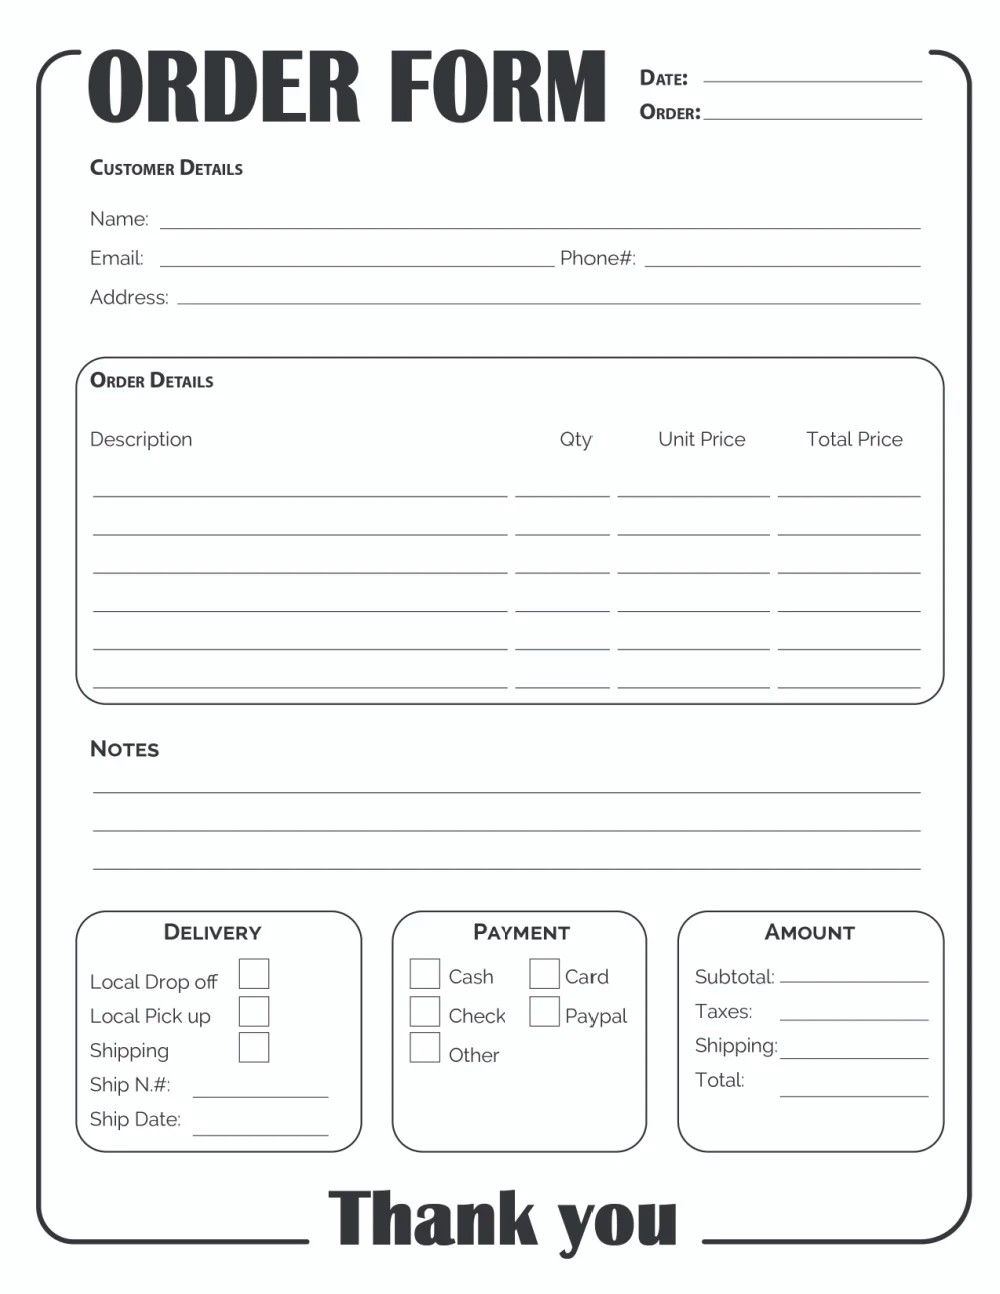 ORDER FORM
Date:
Order:
Customer Details
Name:
Email: Phone#:
Address:
Order Details
Description Qty Unit Price Total Price
Notes
Delivery
Local Drop off
Local Pick up
Shipping
Ship N.#:
Ship Date:
Payment
Cash Card
Check Paypal
Other
Amount
Subtotal:
Taxes:
Shipping:
Total:
Thank you